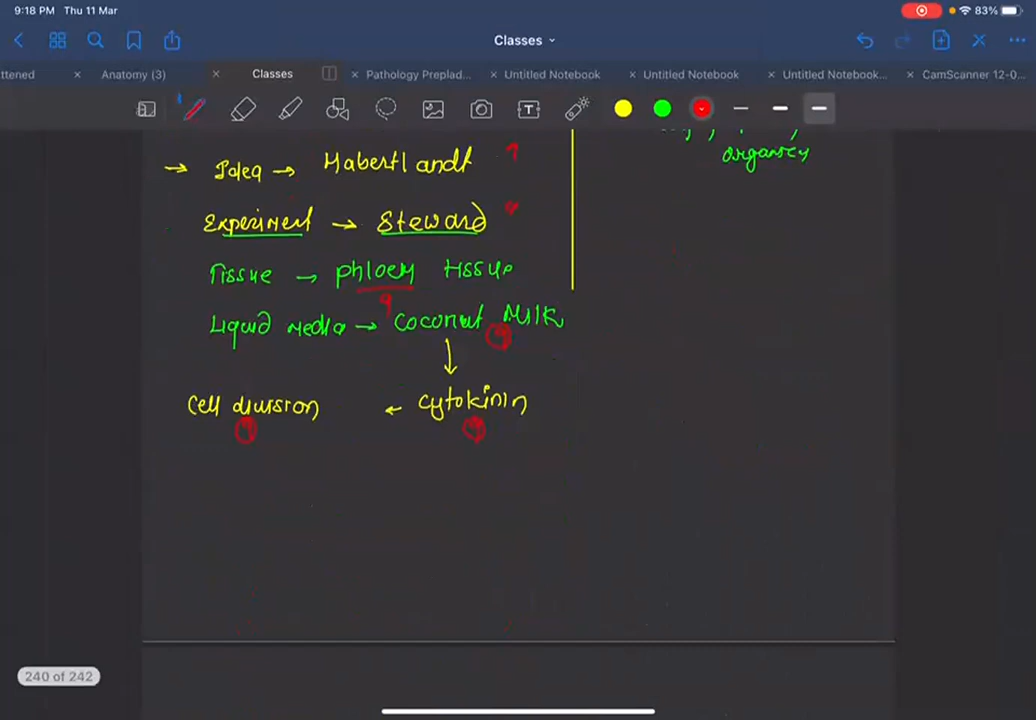 9:18 PM Thu 11 Mar
83%
Classes
ttened
Anatomy (3)
Classes
Pathology Preplad...
Untitled Notebook
Untitled Notebook
Untitled Notebook...
CamScanner 12-0...
T
organser
→ Idea → Haberlandt
Experiment → Steward
Tissue → phloem tissue
Liquid media → coconut Milk
cell division ← cytokinin
240 of 242